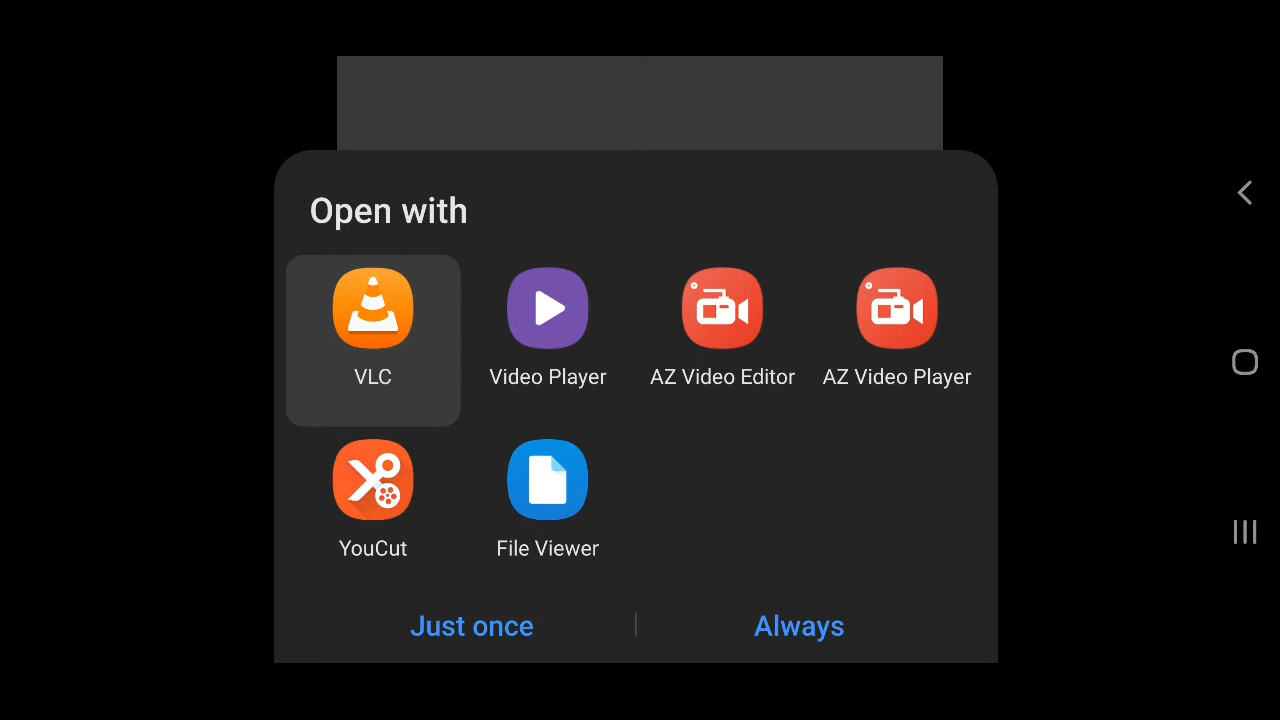 Open with
VLC
Video Player
AZ Video Editor
AZ Video Player
YouCut
File Viewer
Just once
Always